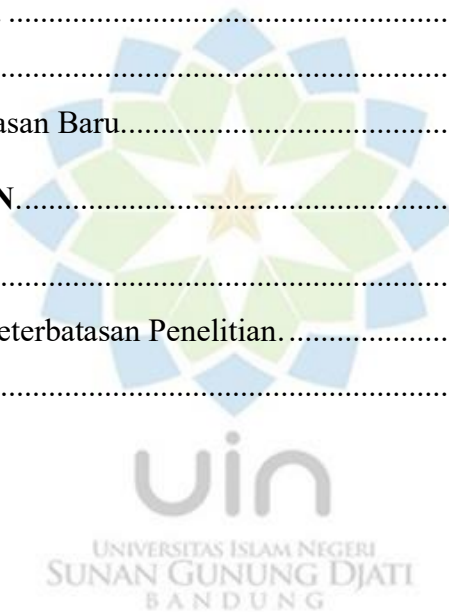 ................................................................
................................................................
asan Baru..................................................
N................................................................
................................................................
eterbatasan Penelitian. ........................
................................................................
uin
UNIVERSITAS ISLAM NEGERI
SUNAN GUNUNG DJATI
BANDUNG